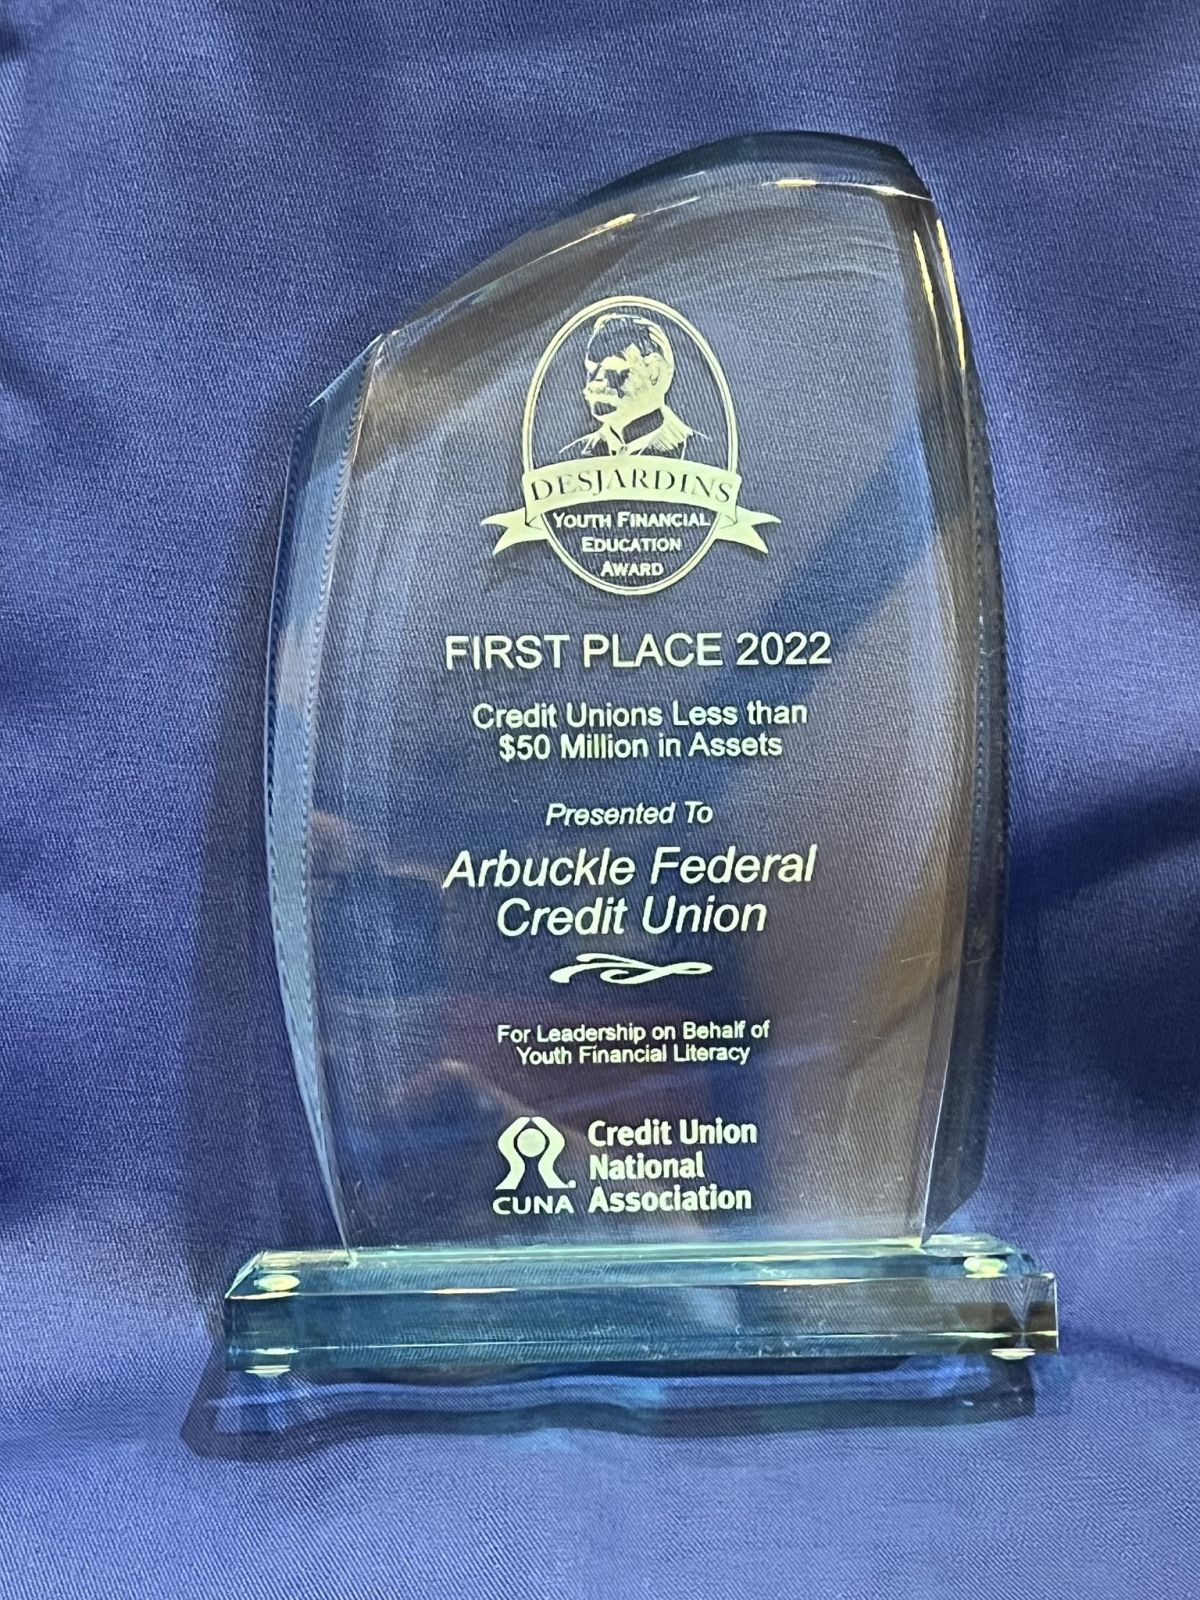 DESJARDINS
YOUTH FINANCIAL
EDUCATION
AWARD
FIRST PLACE 2022
Credit Unions Less than
$50 Million in Assets
Presented To
Arbuckle Federal
Credit Union
For Leadership on Behalf of
Youth Financial Literacy
CUNA
Credit Union
National
Association